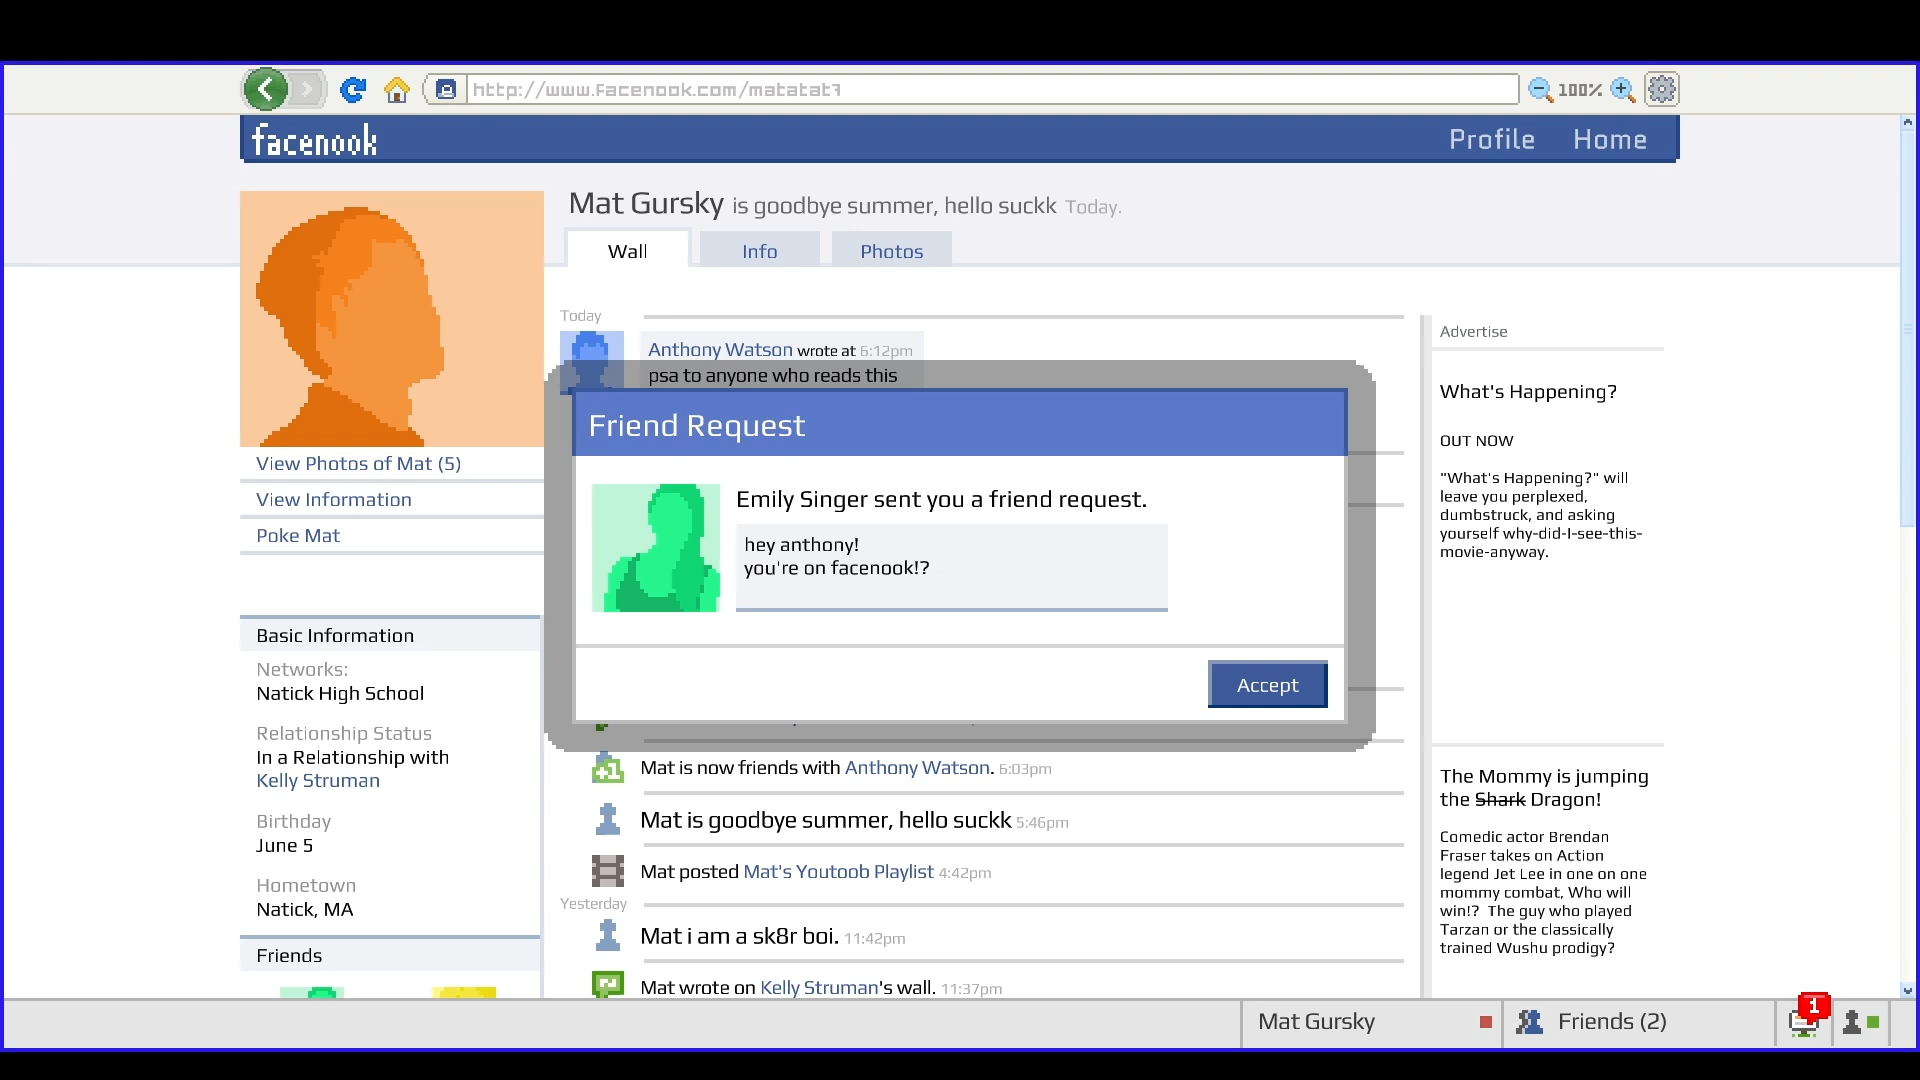 http://www.facenook.com/matatat7
100%
facenook
Profile
Home
Mat Gursky is goodbye summer, hello suckk Today.
Wall
Info
Photos
Today
Anthony Watson wrote at 6:12pm
psa to anyone who reads this
Friend Request
Emily Singer sent you a friend request.
hey anthony!
you're on facenook!?
Accept
Mat is now friends with Anthony Watson. 6:03pm
Mat is goodbye summer, hello suckk 5:46pm
Mat posted Mat's Youtoob Playlist 4:42pm
Yesterday
Mat i am a sk8r boi. 11:42pm
Mat wrote on Kelly Struman's wall. 11:37pm
View Photos of Mat (5)
View Information
Poke Mat
Basic Information
Networks:
Natick High School
Relationship Status
In a Relationship with
Kelly Struman
Birthday
June 5
Hometown
Natick, MA
Friends
Advertise
What's Happening?
OUT NOW
"What's Happening?" will
leave you perplexed,
dumbstruck, and asking
yourself why-did-I-see-this-
movie-anyway.
The Mommy is jumping
the Shark Dragon!
Comedic actor Brendan
Fraser takes on Action
legend Jet Lee in one on one
mommy combat, Who will
win!? The guy who played
Tarzan or the classically
trained Wushu prodigy?
Mat Gursky
Friends (2)
1